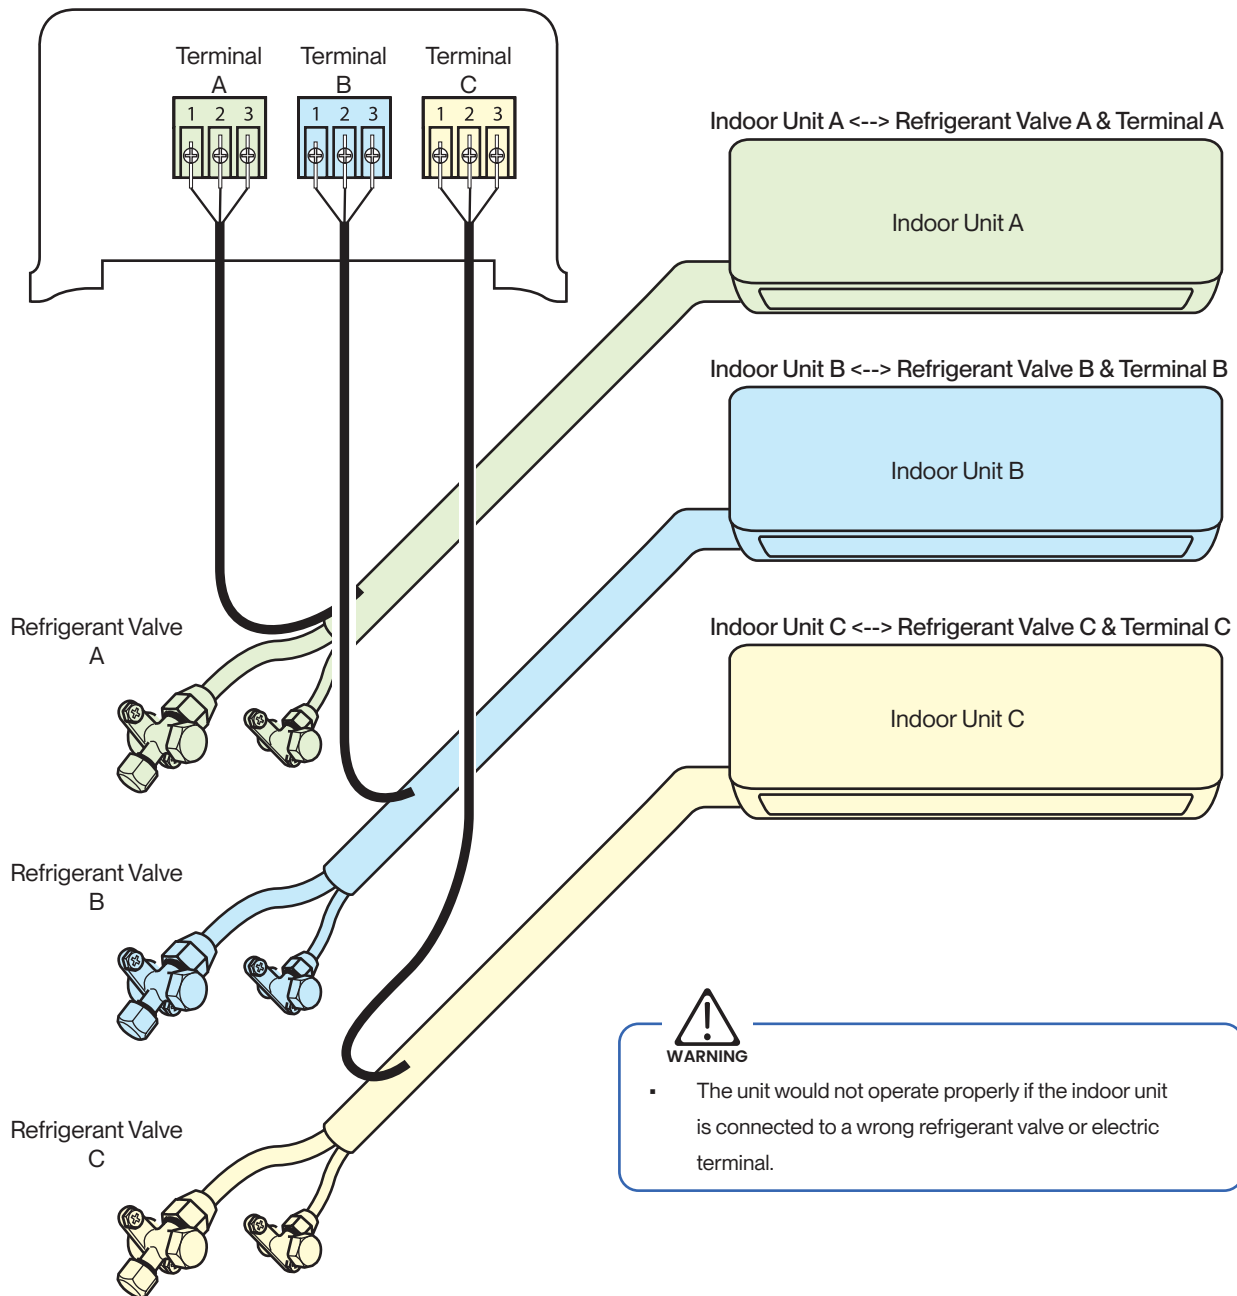 Terminal
A
Terminal
B
Terminal
C
1 2 3
1 2 3
1 2 3
Indoor Unit A <--> Refrigerant Valve A & Terminal A
Indoor Unit A
Indoor Unit B <--> Refrigerant Valve B & Terminal B
Indoor Unit B
Refrigerant Valve
A
Indoor Unit C <--> Refrigerant Valve C & Terminal C
Indoor Unit C
Refrigerant Valve
B
WARNING
▪ The unit would not operate properly if the indoor unit
is connected to a wrong refrigerant valve or electric
terminal.
Refrigerant Valve
C